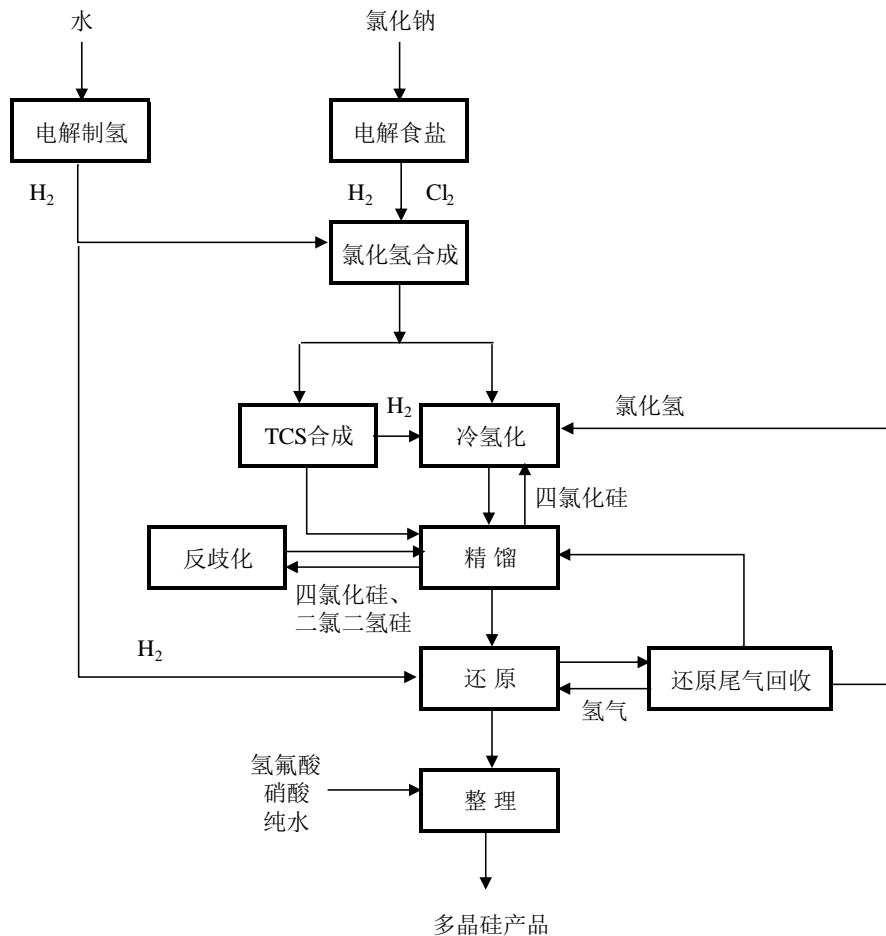 水
氯化钠
电解制氢
电解食盐
H₂
H₂
Cl₂
氯化氢合成
TCS合成
H₂
冷氢化
氯化氢
四氯化硅
反歧化
精 馏
四氯化硅、
二氯二氢硅
H₂
还 原
氢气
还原尾气回收
氢氟酸
硝酸
纯水
整 理
多晶硅产品